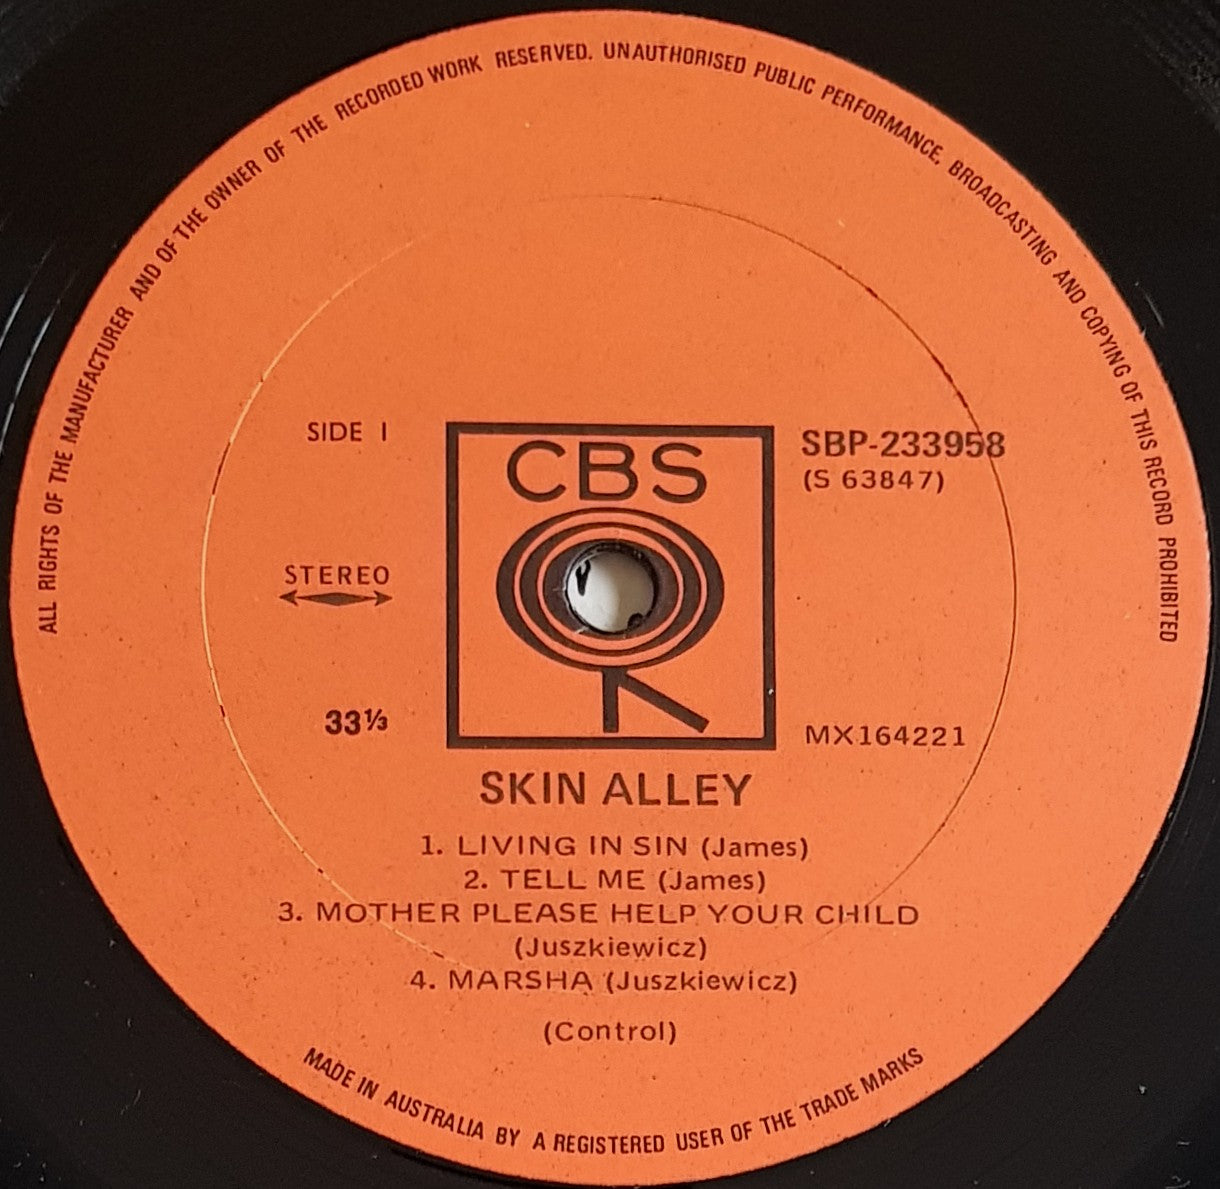 ALL RIGHTS OF THE MANUFACTURER AND OF THE OWNER OF THE RECORDED WORK RESERVED. UNAUTHORISED PUBLIC PERFORMANCE, BROADCASTING AND COPYING OF THIS RECORD PROHIBITED
SIDE 1
CBS
SBP-233958
(S 63847)
STEREO
33⅓
MX164221
SKIN ALLEY
1. LIVING IN SIN (James)
2. TELL ME (James)
3. MOTHER PLEASE HELP YOUR CHILD
(Juszkiewicz)
4. MARSHA (Juszkiewicz)
(Control)
MADE IN AUSTRALIA BY A REGISTERED USER OF THE TRADE MARKS